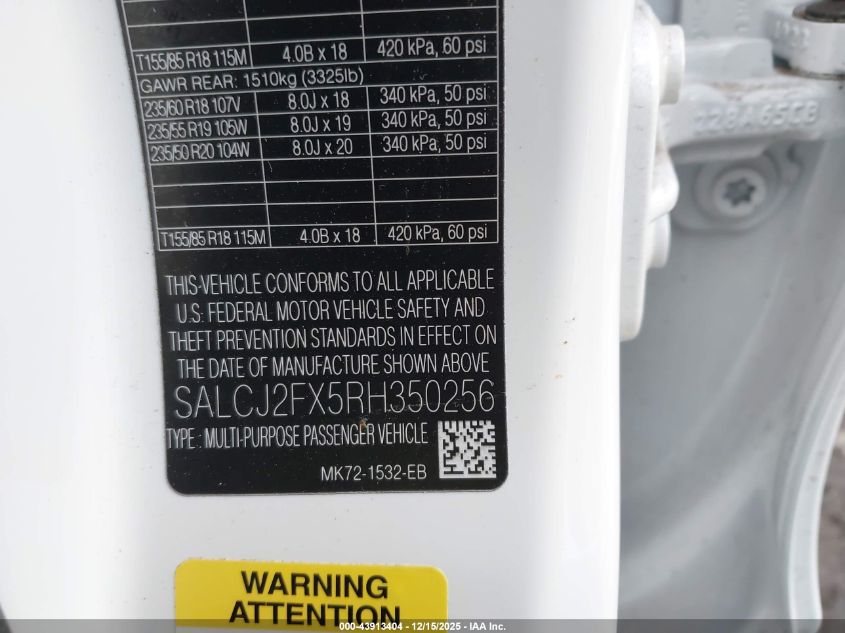 T155/85 R18 115M 4.0B x 18 420 kPa, 60 psi
GAWR REAR: 1510kg (3325lb)
235/60 R18 107V 8.0J x 18 340 kPa, 50 psi
235/55 R19 105W 8.0J x 19 340 kPa, 50 psi
235/50 R20 104W 8.0J x 20 340 kPa, 50 psi
T155/85 R18 115M 4.0B x 18 420 kPa, 60 psi
THIS VEHICLE CONFORMS TO ALL APPLICABLE
U.S. FEDERAL MOTOR VEHICLE SAFETY AND
THEFT PREVENTION STANDARDS IN EFFECT ON
THE DATE OF MANUFACTURE SHOWN ABOVE
SALCJ2FX5RH350256
TYPE : MULTI-PURPOSE PASSENGER VEHICLE
MK72-1532-EB
WARNING
ATTENTION
000-43913404 • 12/15/2025 • IAA Inc.